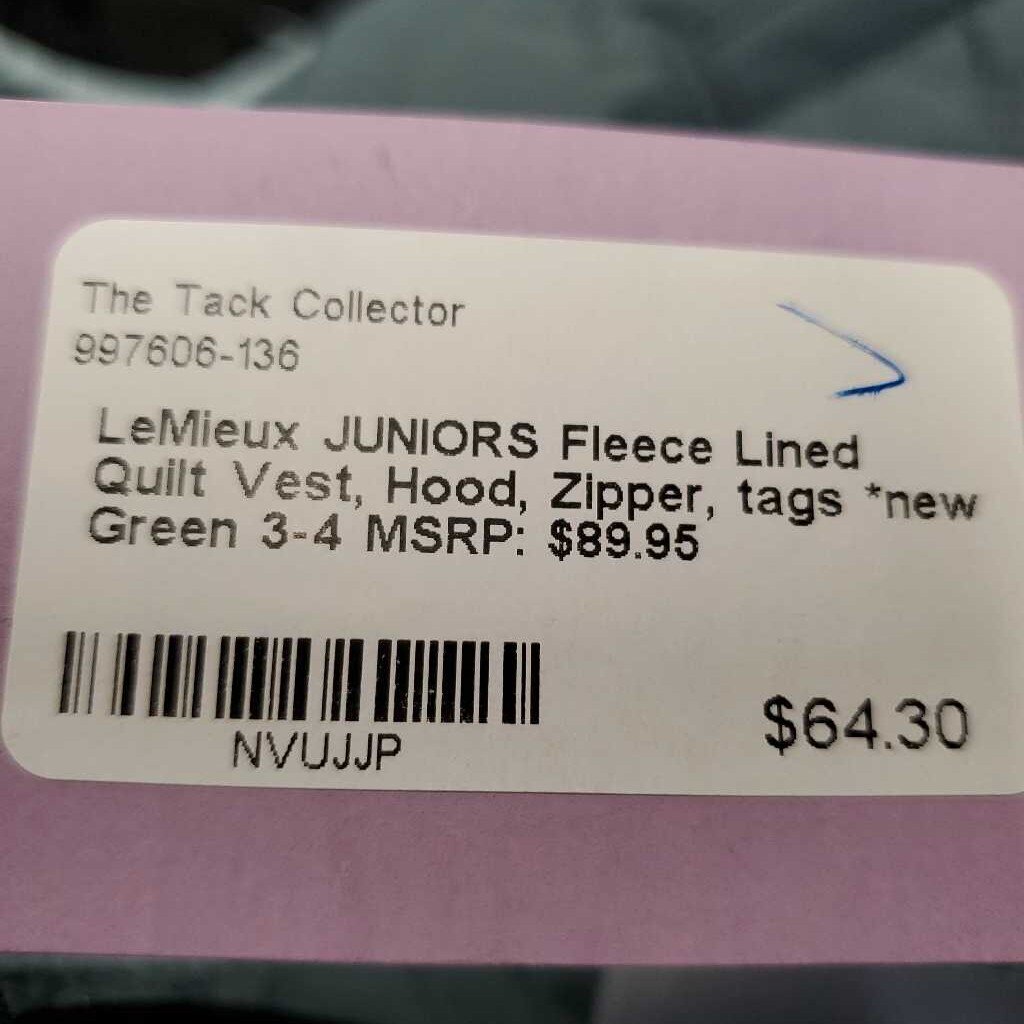 The Tack Collector
997606-136
LeMieux JUNIORS Fleece Lined
Quilt Vest, Hood, Zipper, tags *new
Green 3-4 MSRP: $89.95
NVUJJP
$64.30